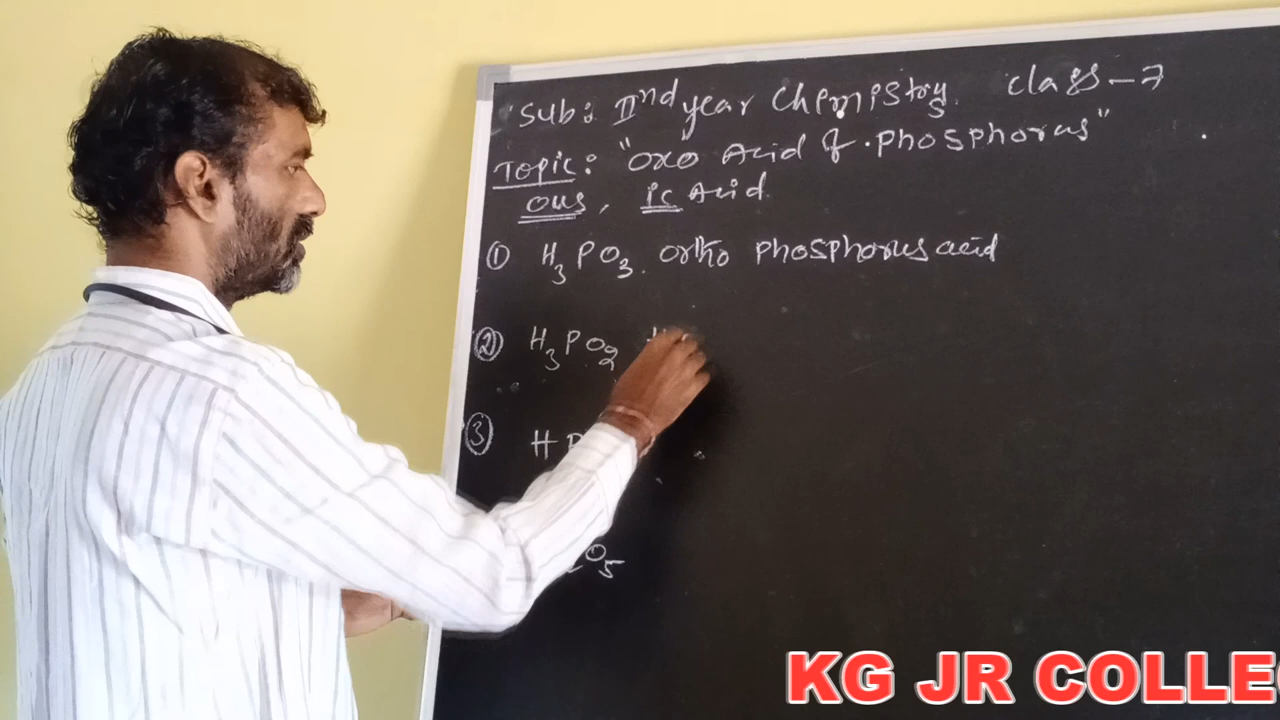 Sub: IInd year Chemistry. Class-7
Topic: "Oxo Acid of phosphorus"
ous, ic Acid
① H3PO3. Ortho phosphorus acid
② H3PO2 H
③ H P
O5
KG JR COLLE